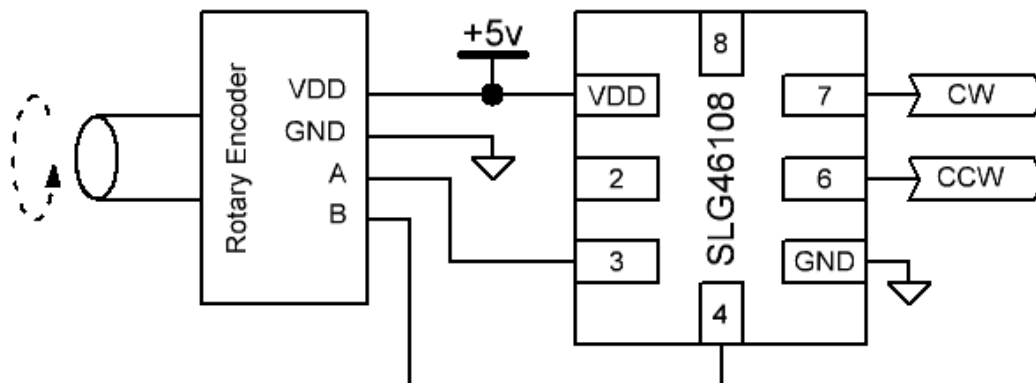 +5v
Rotary Encoder
VDD
GND
A
B
SLG46108
8
VDD
7
CW
2
6
CCW
3
GND
4